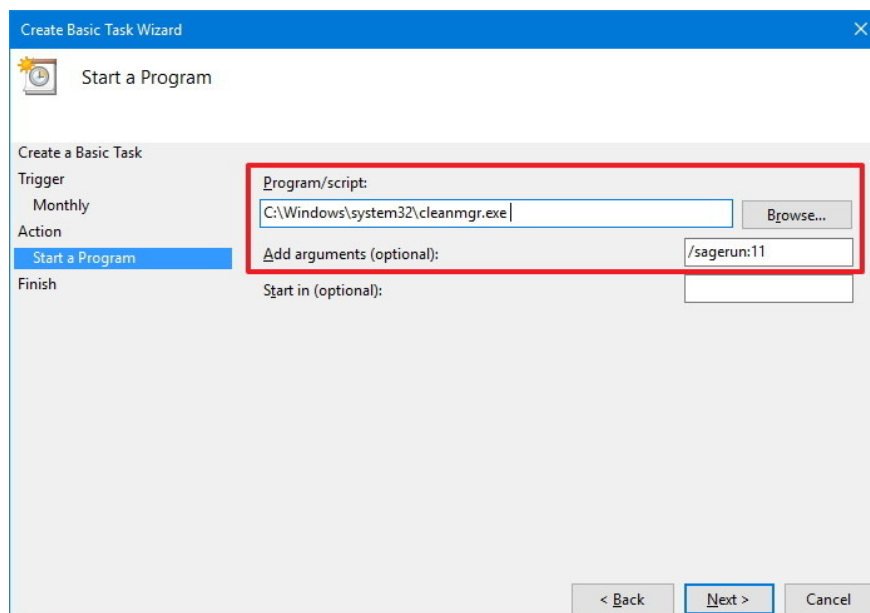 Create Basic Task Wizard
Start a Program
Create a Basic Task
Trigger
Monthly
Action
Start a Program
Finish
Program/script:
C:\Windows\system32\cleanmgr.exe
Browse...
Add arguments (optional):
/sagerun:11
Start in (optional):
< Back
Next >
Cancel